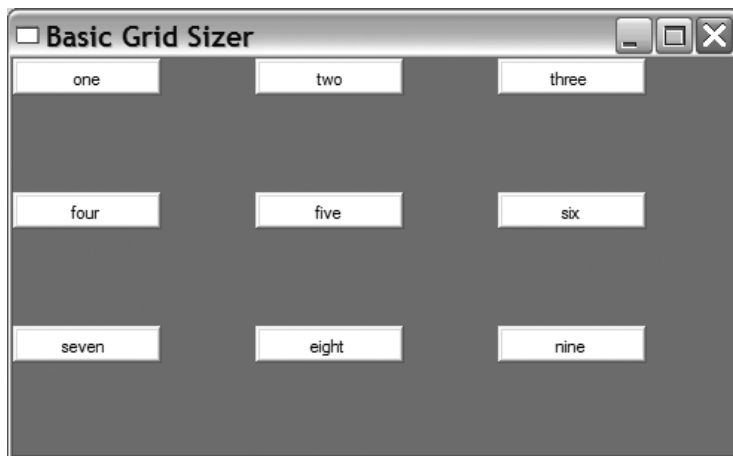 Basic Grid Sizer
one two three
four five six
seven eight nine